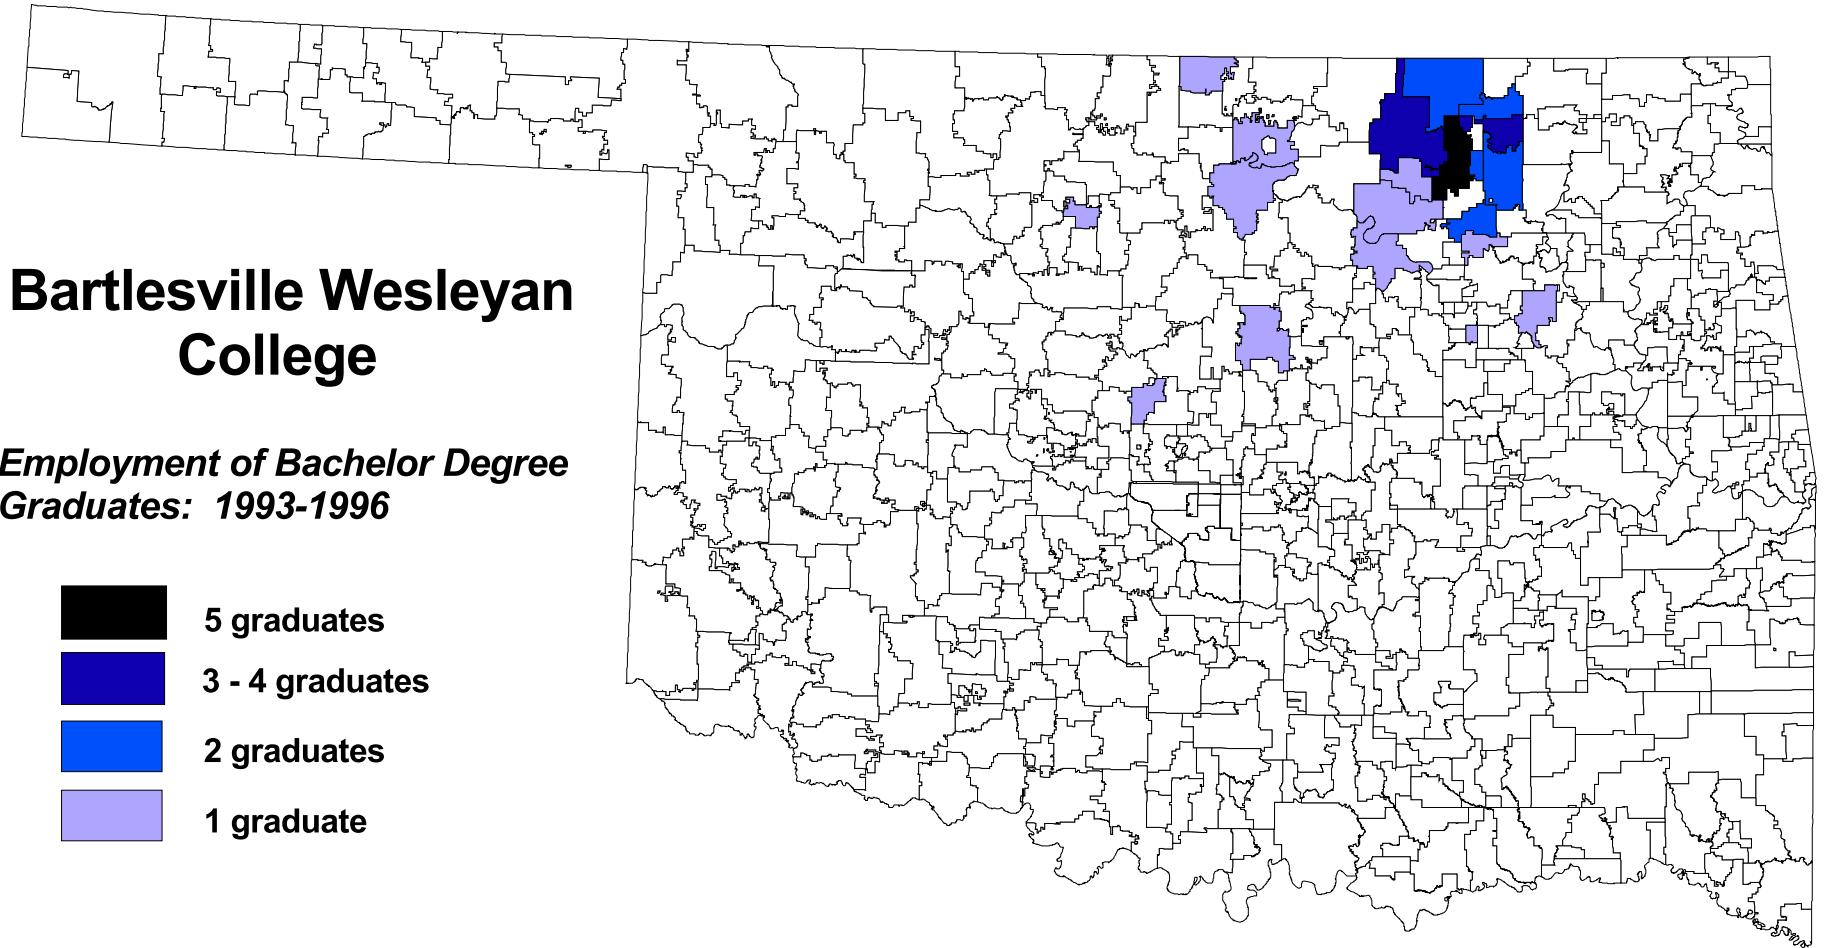 Bartlesville Wesleyan
College
Employment of Bachelor Degree
Graduates: 1993-1996
5 graduates
3 - 4 graduates
2 graduates
1 graduate